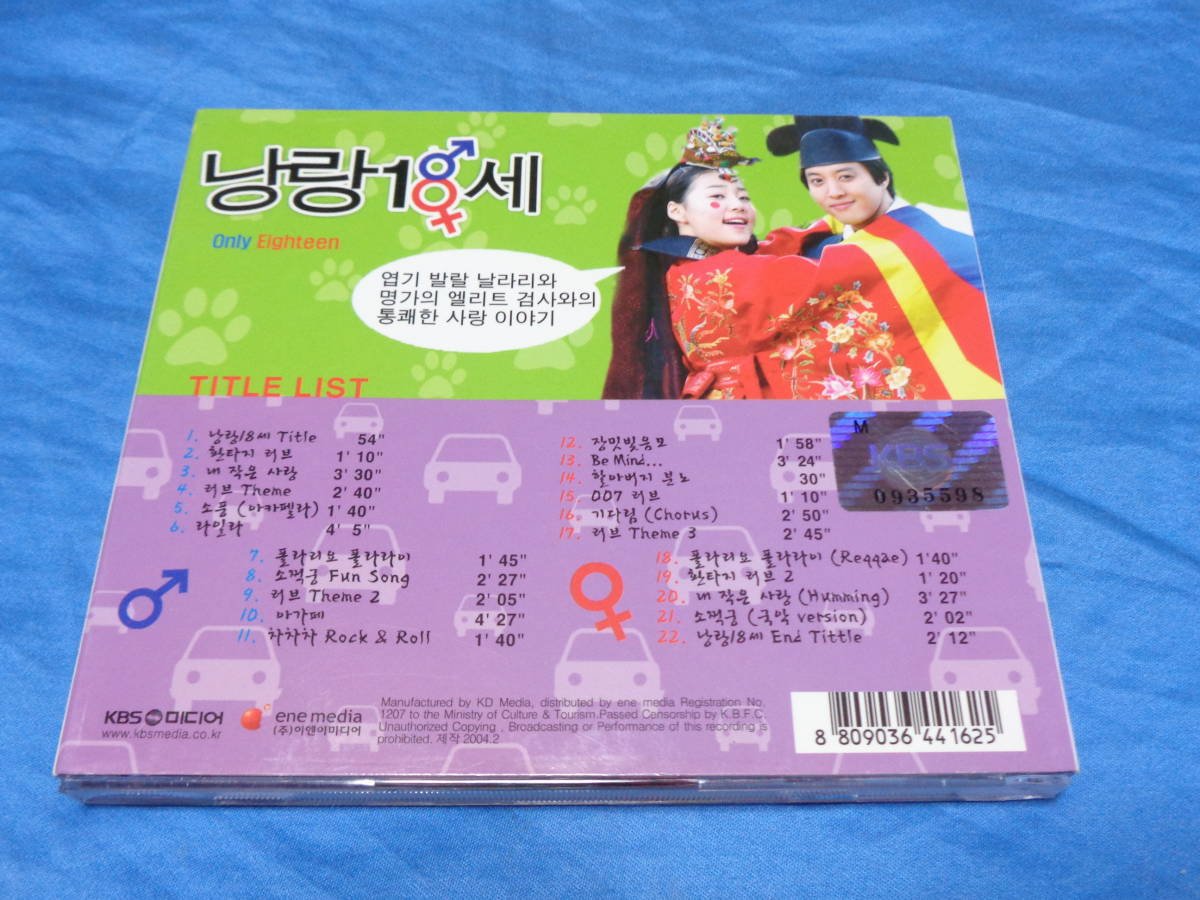 낭랑18세
Only Eighteen
엽기 발랄 날라리와
명가의 엘리트 검사와의
통쾌한 사랑 이야기
TITLE LIST
1. 낭랑18세 Title 54"
2. 환타지 러브 1' 10"
3. 내 작은 사랑 3' 30"
4. 러브 Theme 2' 40"
5. 소풍 (아카펠라) 1' 40"
6. 라일라 4' 5"
7. 풀라리요 풀라라이 1' 45"
8. 소쩍궁 Fun Song 2' 27"
9. 러브 Theme 2 2' 05"
10. 아가페 4' 27"
11. 차차차 Rock & Roll 1' 40"
12. 장밋빛음모 1' 58"
13. Be Mind... 3' 24"
14. 할아버지 분노 30"
15. 007 러브 1' 10"
16. 기다림 (Chorus) 2' 50"
17. 러브 Theme 3 2' 45"
18. 풀라리요 풀라라이 (Reggae) 1'40"
19. 환타지 러브 2 1' 20"
20. 내 작은 사랑 (Humming) 3' 27"
21. 소쩍궁 (국악 version) 2' 02"
22. 낭랑18세 End Tittle 2' 12"
M
KBS
0935598
KBS 미디어
www.kbsmedia.co.kr
ene media
(주)이앤이미디어
Manufactured by KD Media, distributed by ene media Registration No.
1207 to the Ministry of Culture & Tourism.Passed Censorship by K.B.F.C.
Unauthorized Copying , Broadcasting or Performance of this recording is
prohibited. 제작 2004.2
8 809036 441625